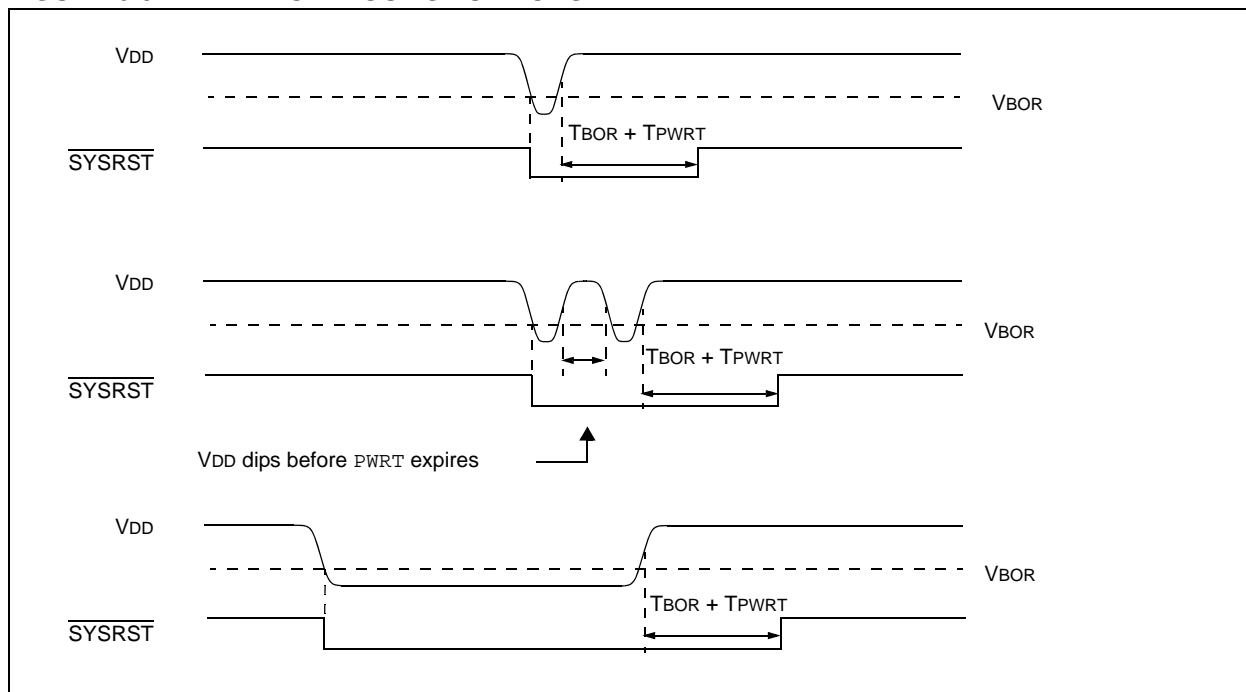 VDD
VBOR
TBOR + TPWRT
SYSRST
VDD
VBOR
TBOR + TPWRT
SYSRST
VDD dips before PWRT expires
VDD
VBOR
TBOR + TPWRT
SYSRST